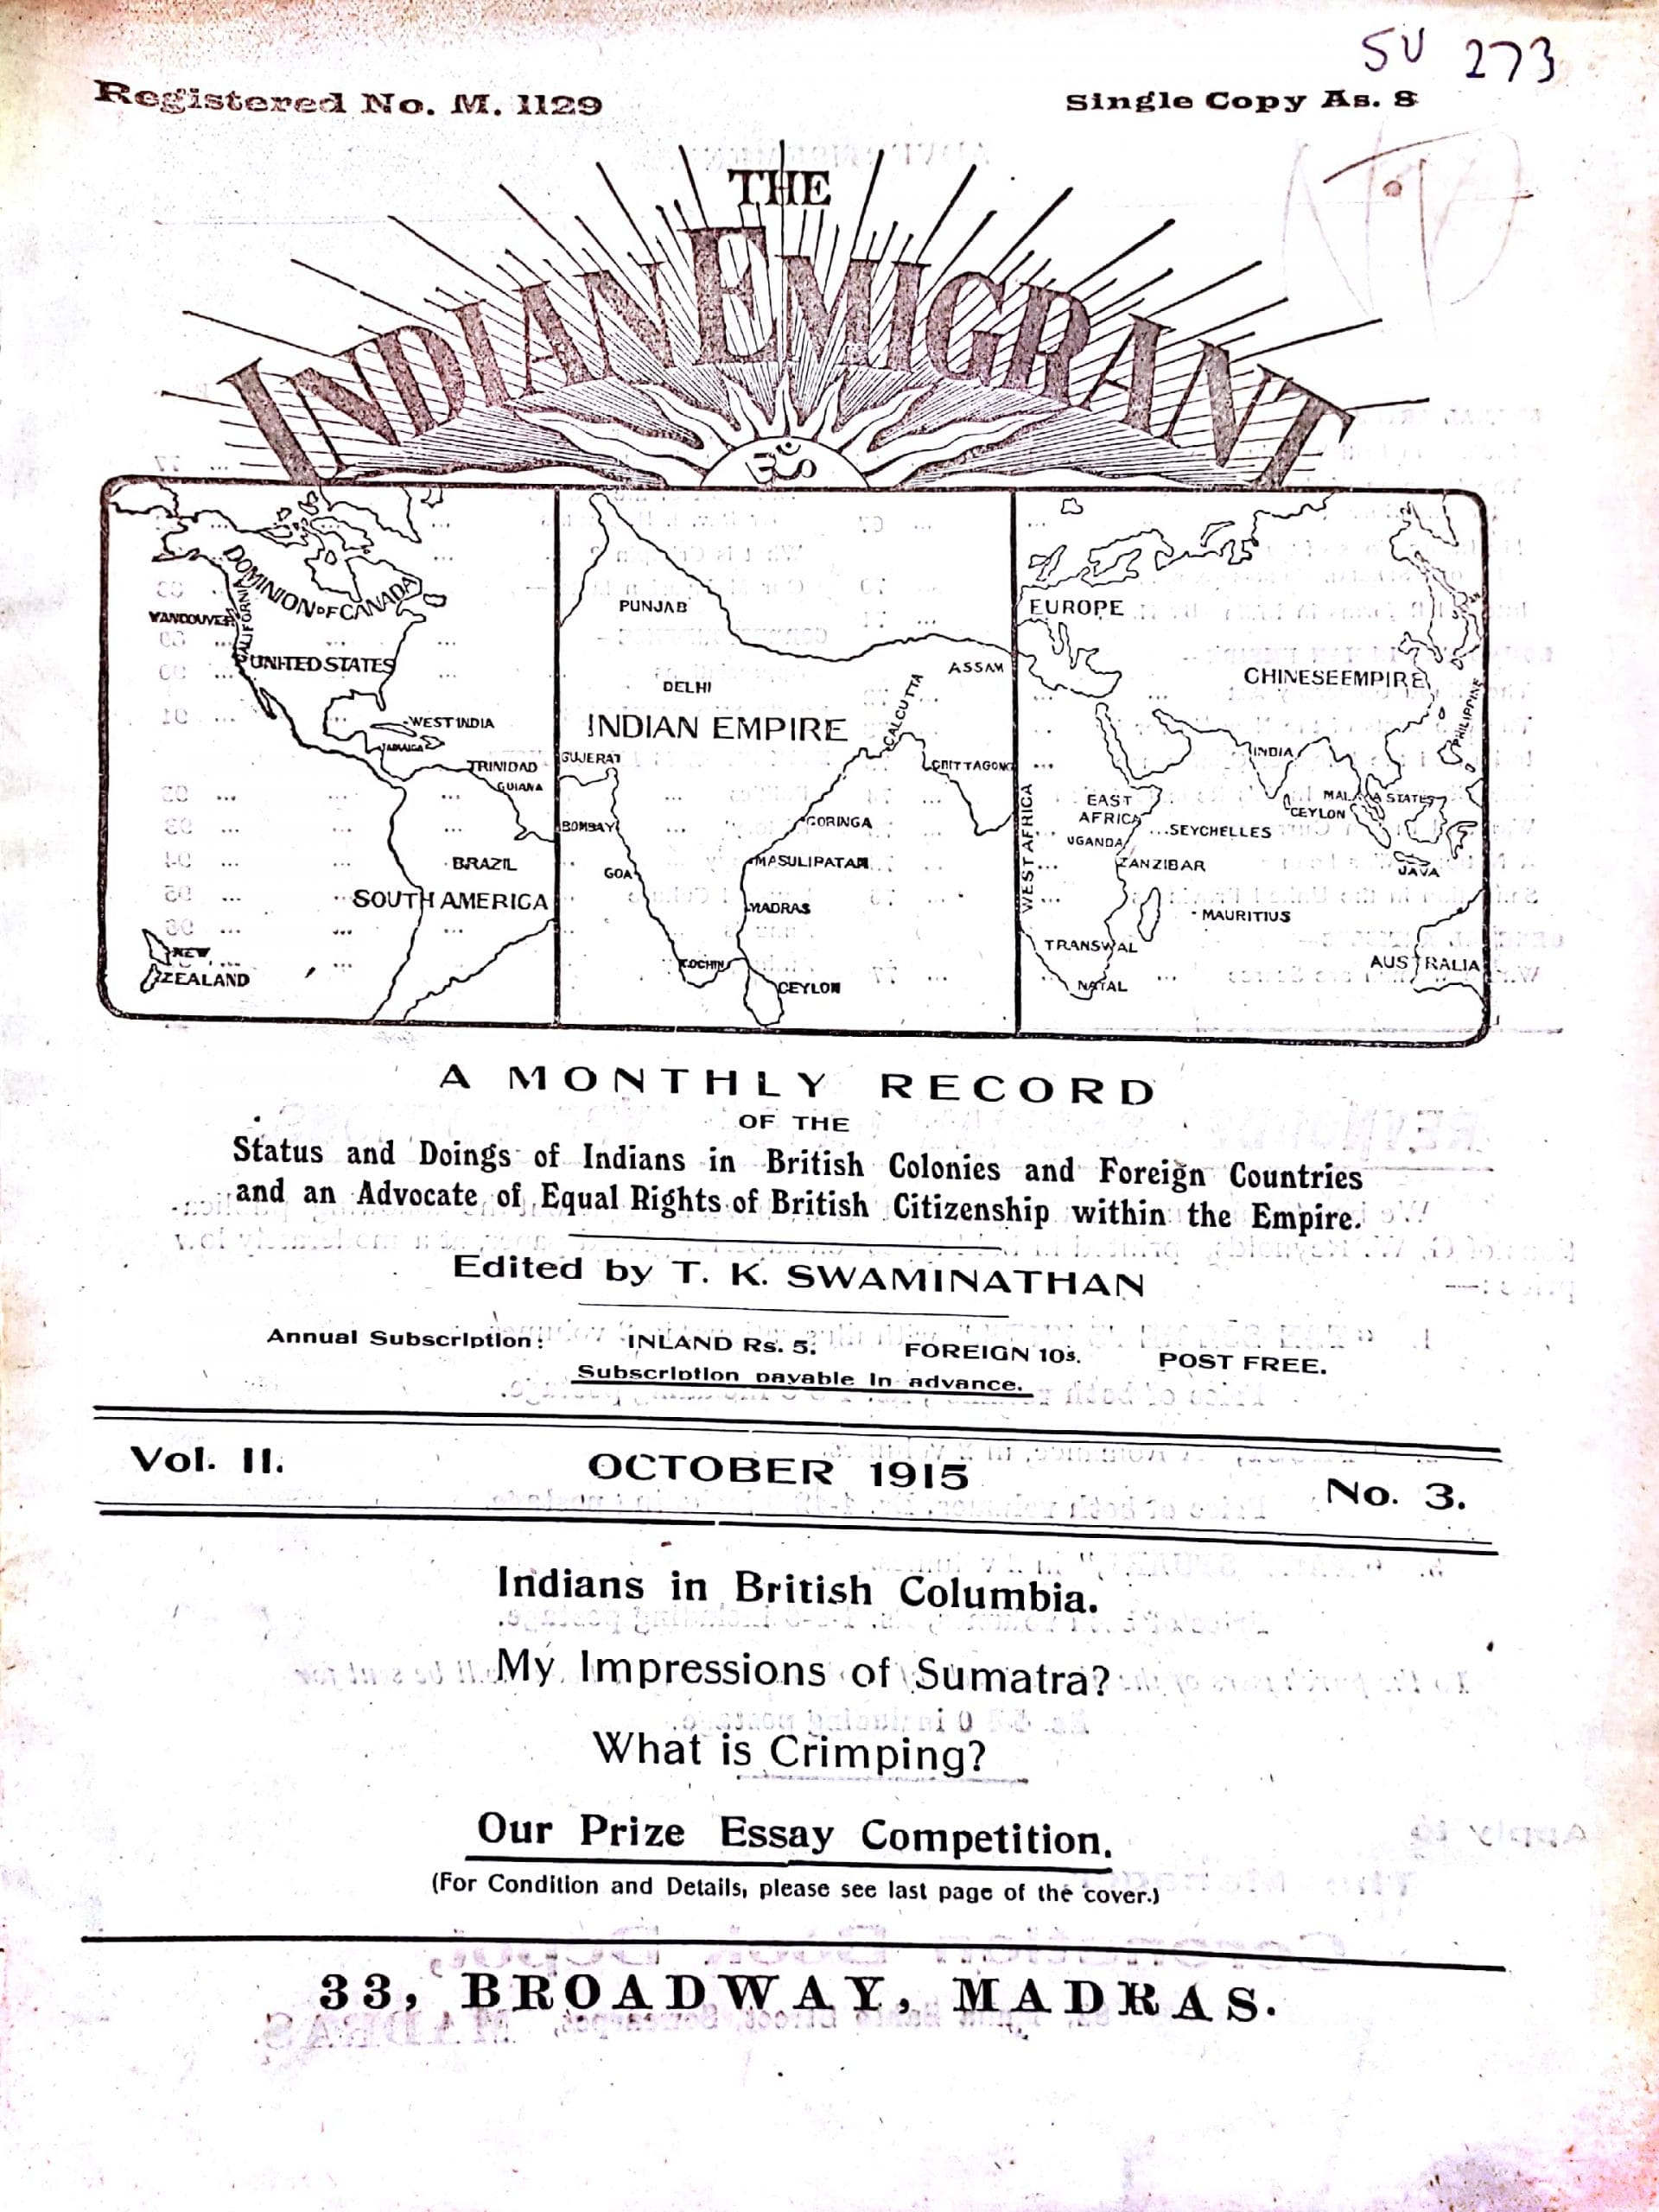 SU 273
Registered No. M. 1129
Single Copy As. 8
THE
INDIAN EMIGRANT
ॐ
DOMINION OF CANADA
VANCOUVER
CALIFORNIA
UNITED STATES
WEST INDIA
JAMAICA
TRINIDAD
GUIANA
BRAZIL
SOUTH AMERICA
NEW
ZEALAND
PUNJAB
DELHI
ASSAM
INDIAN EMPIRE
CALCUTTA
GUJERAT
CHITTAGONG
BOMBAY
CORINGA
MASULIPATAM
GOA
MADRAS
COCHIN
CEYLON
EUROPE
CHINESE EMPIRE
PHILIPPINE
INDIA
MALAYA STATES
CEYLON
EAST
AFRICA
UGANDA
SEYCHELLES
ZANZIBAR
WEST AFRICA
JAVA
MAURITIUS
TRANSWAL
AUSTRALIA
NATAL
A MONTHLY RECORD
OF THE
Status and Doings of Indians in British Colonies and Foreign Countries
and an Advocate of Equal Rights of British Citizenship within the Empire.
Edited by T. K. SWAMINATHAN
Annual Subscription: INLAND Rs. 5. FOREIGN 10s. POST FREE.
Subscription payable in advance.
Vol. II. OCTOBER 1915 No. 3.
Indians in British Columbia.
My Impressions of Sumatra?
What is Crimping?
Our Prize Essay Competition.
(For Condition and Details, please see last page of the cover.)
33, BROADWAY, MADRAS.